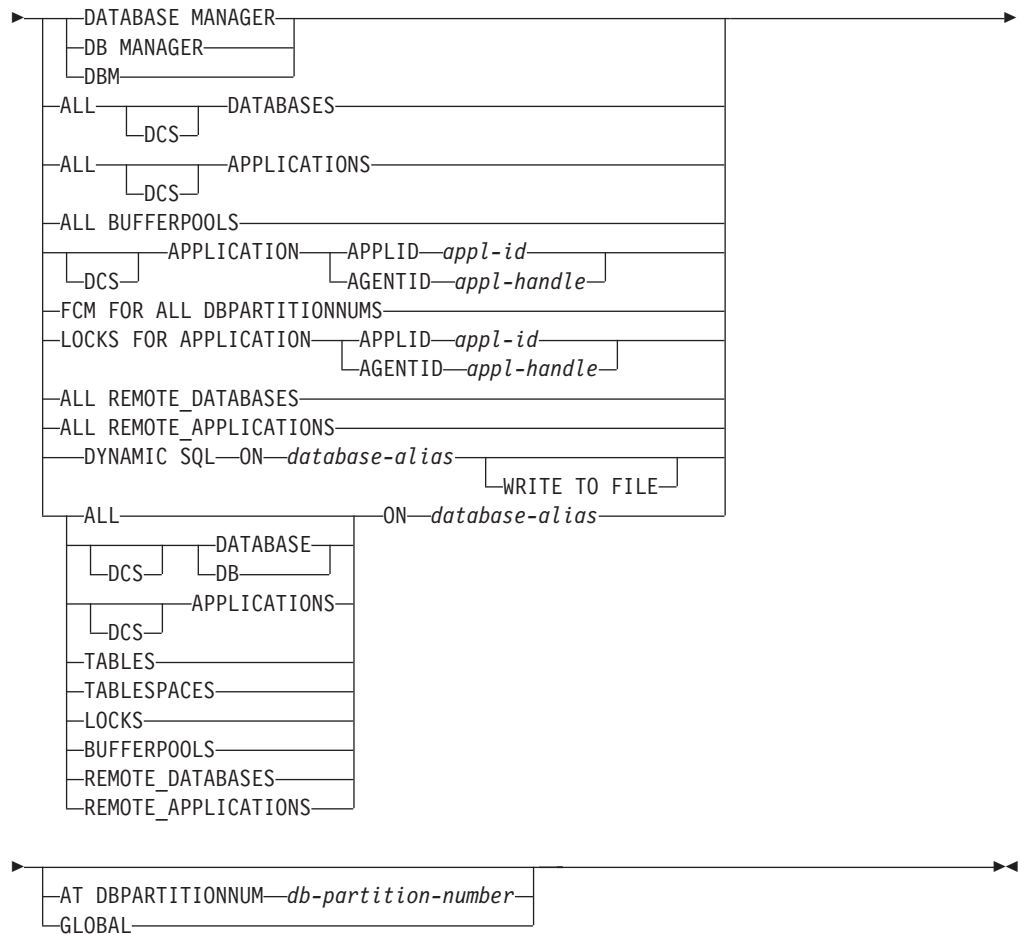 DATABASE MANAGER
DB MANAGER
DBM
ALL DATABASES
DCS
ALL APPLICATIONS
DCS
ALL BUFFERPOOLS
APPLICATION APPLID appl-id
DCS AGENTID appl-handle
FCM FOR ALL DBPARTITIONNUMS
LOCKS FOR APPLICATION APPLID appl-id
AGENTID appl-handle
ALL REMOTE_DATABASES
ALL REMOTE_APPLICATIONS
DYNAMIC SQL ON database-alias
WRITE TO FILE
ALL ON database-alias
DATABASE
DCS DB
APPLICATIONS
DCS
TABLES
TABLESPACES
LOCKS
BUFFERPOOLS
REMOTE_DATABASES
REMOTE_APPLICATIONS
AT DBPARTITIONNUM db-partition-number
GLOBAL